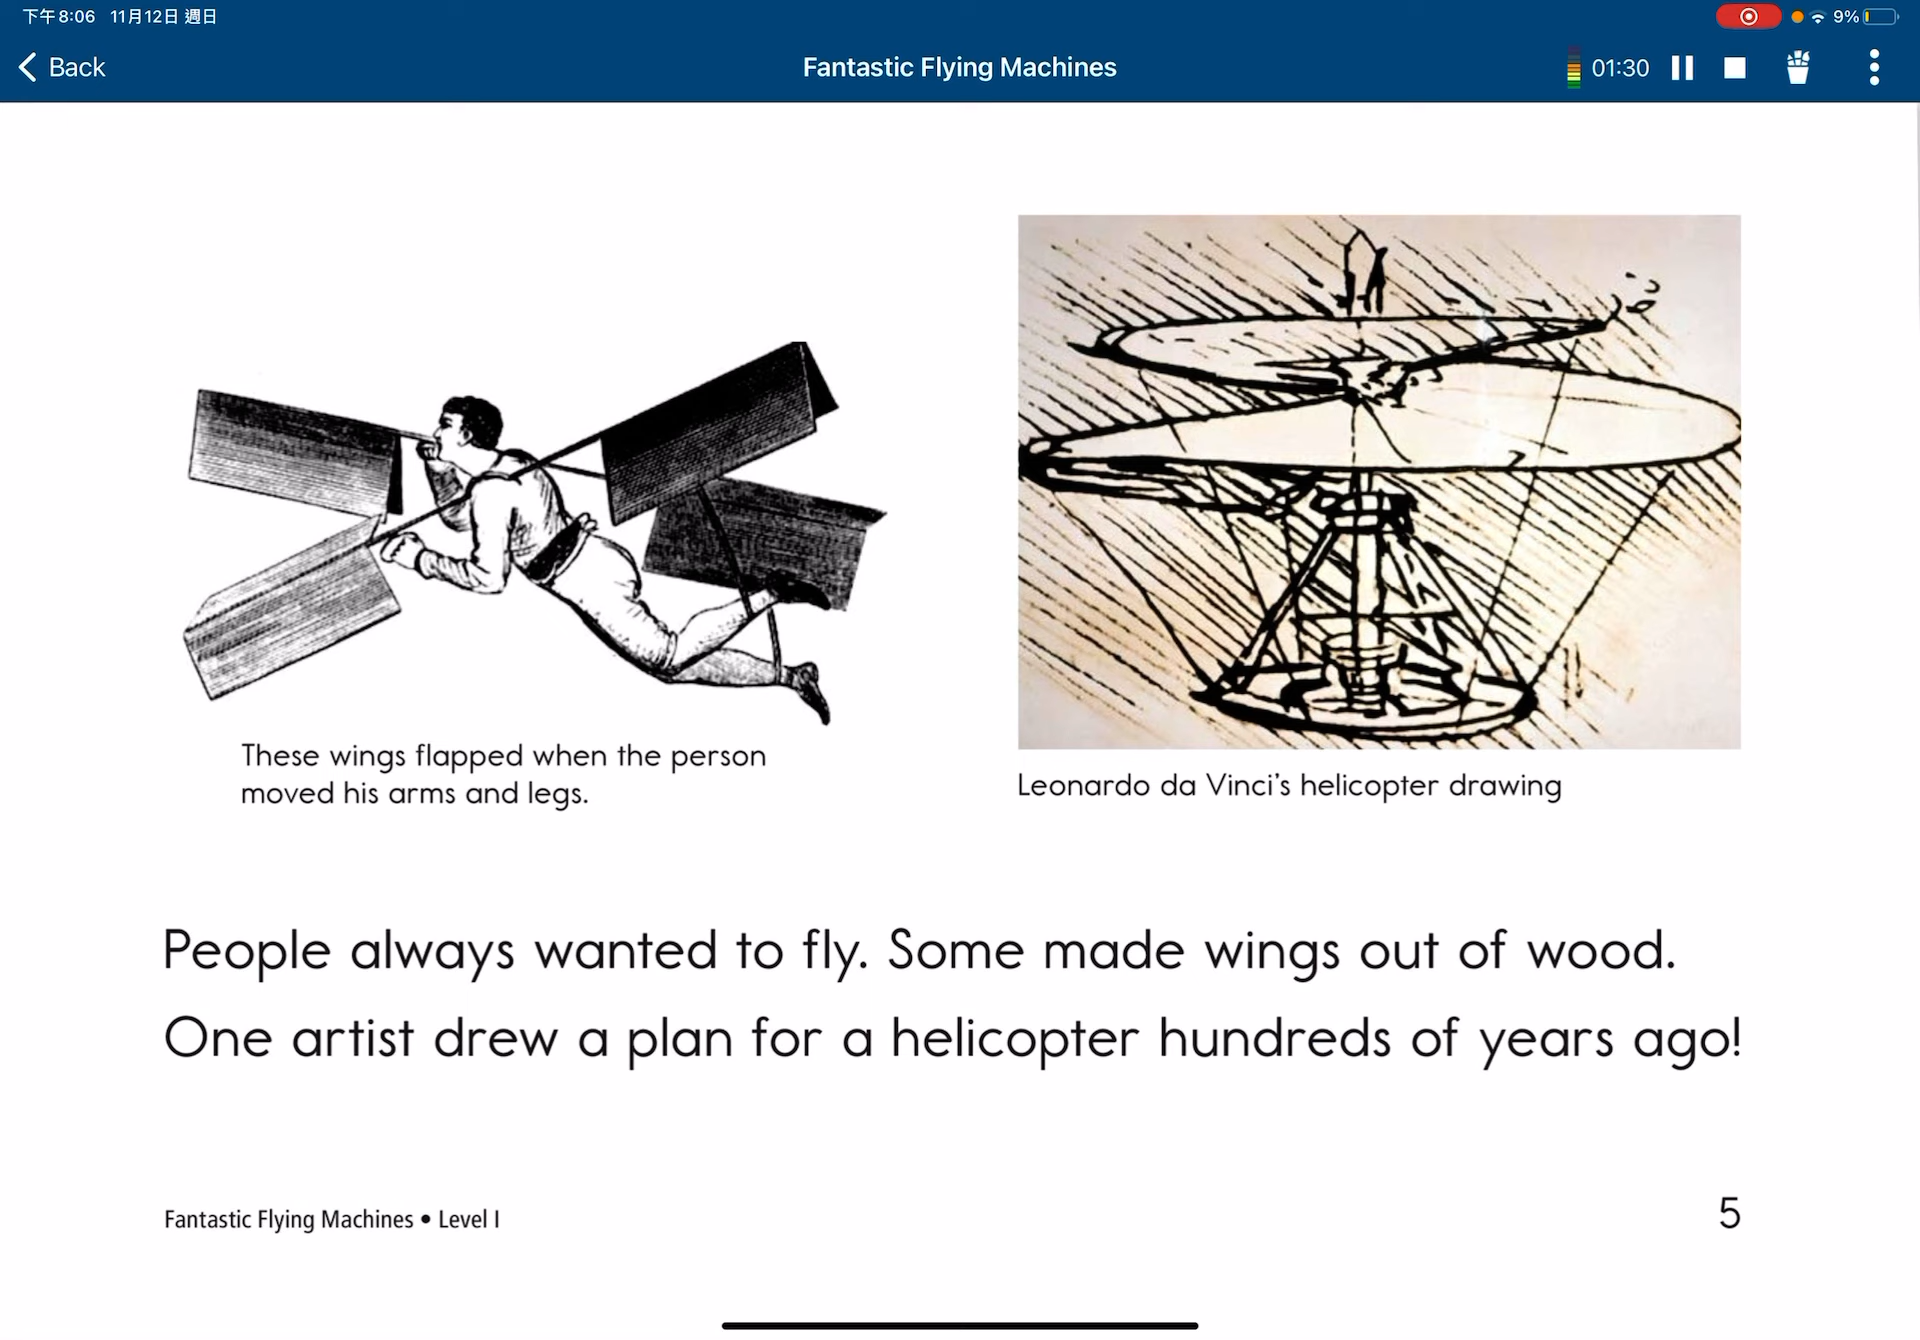 下午8:06 11月12日 週日
9%
Back
Fantastic Flying Machines
01:30
These wings flapped when the person
moved his arms and legs.
Leonardo da Vinci's helicopter drawing
People always wanted to fly. Some made wings out of wood.
One artist drew a plan for a helicopter hundreds of years ago!
Fantastic Flying Machines • Level I
5